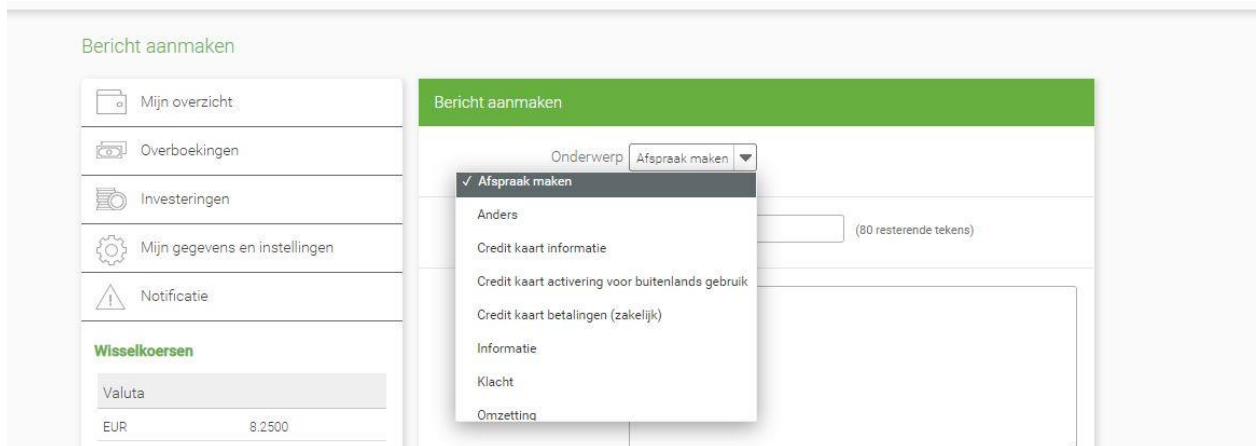 Bericht aanmaken
Mijn overzicht
Overboekingen
Investeringen
Mijn gegevens en instellingen
Notificatie
Wisselkoersen
Valuta
EUR 8.2500
Bericht aanmaken
Onderwerp Afspraak maken
✓ Afspraak maken
Anders
(80 resterende tekens)
Credit kaart informatie
Credit kaart activering voor buitenlands gebruik
Credit kaart betalingen (zakelijk)
Informatie
Klacht
Omzetting